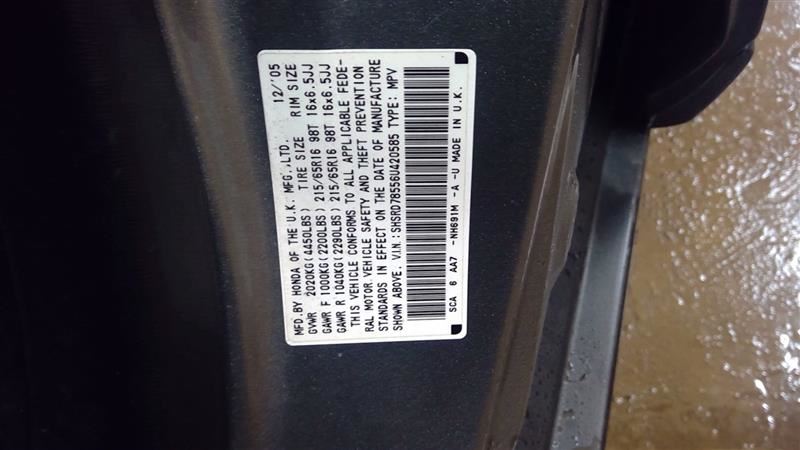 MFD.BY HONDA OF THE U.K. MFG.,LTD. 12/'05
GVWR 2020KG(4450LBS) TIRE SIZE RIM SIZE
GAWR F 1000KG(2200LBS) 215/65R16 98T 16x6.5JJ
GAWR R 1040KG(2290LBS) 215/65R16 98T 16x6.5JJ
THIS VEHICLE CONFORMS TO ALL APPLICABLE FEDE-
RAL MOTOR VEHICLE SAFETY AND THEFT PREVENTION
STANDARDS IN EFFECT ON THE DATE OF MANUFACTURE
SHOWN ABOVE. V.I.N.:SHSRD78556U420585 TYPE: MPV
SCA 6 AA7 -NH691M -A -U MADE IN U.K.